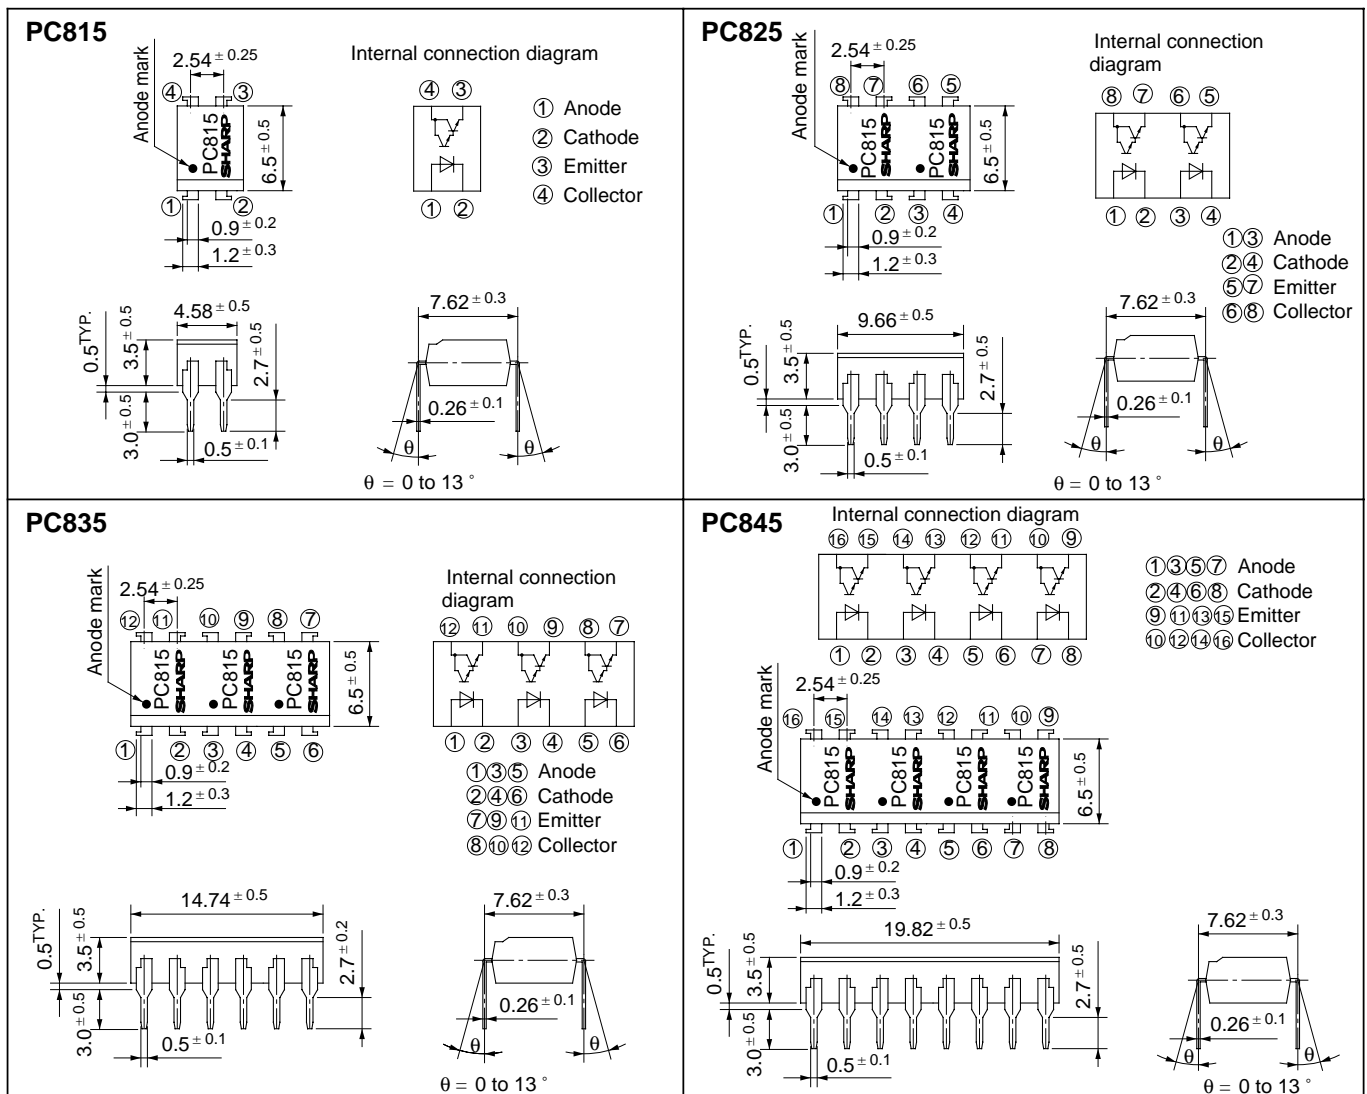 PC815
Internal connection diagram
Anode mark
2.54 ± 0.25
④ ③
PC815
SHARP
6.5 ± 0.5
① ②
0.9 ± 0.2
1.2 ± 0.3
④ ③
① ②
① Anode
② Cathode
③ Emitter
④ Collector
4.58 ± 0.5
0.5 TYP.
3.5 ± 0.5
2.7 ± 0.5
3.0 ± 0.5
0.5 ± 0.1
7.62 ± 0.3
0.26 ± 0.1
θ θ
θ = 0 to 13 °
PC825
Internal connection
diagram
Anode mark
2.54 ± 0.25
⑧ ⑦ ⑥ ⑤
PC815
SHARP
PC815
SHARP
6.5 ± 0.5
① ② ③ ④
0.9 ± 0.2
1.2 ± 0.3
⑧ ⑦ ⑥ ⑤
① ② ③ ④
①③ Anode
②④ Cathode
⑤⑦ Emitter
⑥⑧ Collector
9.66 ± 0.5
0.5 TYP.
3.5 ± 0.5
2.7 ± 0.5
3.0 ± 0.5
0.5 ± 0.1
7.62 ± 0.3
0.26 ± 0.1
θ θ
θ = 0 to 13 °
PC835
Internal connection
diagram
Anode mark
2.54 ± 0.25
⑫ ⑪ ⑩ ⑨ ⑧ ⑦
PC815
SHARP
PC815
SHARP
PC815
SHARP
6.5 ± 0.5
① ② ③ ④ ⑤ ⑥
0.9 ± 0.2
1.2 ± 0.3
⑫ ⑪ ⑩ ⑨ ⑧ ⑦
① ② ③ ④ ⑤ ⑥
①③⑤ Anode
②④⑥ Cathode
⑦⑨⑪ Emitter
⑧⑩⑫ Collector
14.74 ± 0.5
0.5 TYP.
3.5 ± 0.5
2.7 ± 0.2
3.0 ± 0.5
0.5 ± 0.1
7.62 ± 0.3
0.26 ± 0.1
θ θ
θ = 0 to 13 °
PC845
Internal connection diagram
⑯ ⑮ ⑭ ⑬ ⑫ ⑪ ⑩ ⑨
① ② ③ ④ ⑤ ⑥ ⑦ ⑧
①③⑤⑦ Anode
②④⑥⑧ Cathode
⑨⑪⑬⑮ Emitter
⑩⑫⑭⑯ Collector
Anode mark
2.54 ± 0.25
⑯ ⑮ ⑭ ⑬ ⑫ ⑪ ⑩ ⑨
PC815
SHARP
PC815
SHARP
PC815
SHARP
PC815
SHARP
6.5 ± 0.5
① ② ③ ④ ⑤ ⑥ ⑦ ⑧
0.9 ± 0.2
1.2 ± 0.3
19.82 ± 0.5
0.5 TYP.
3.5 ± 0.5
2.7 ± 0.5
3.0 ± 0.5
0.5 ± 0.1
7.62 ± 0.3
0.26 ± 0.1
θ θ
θ = 0 to 13 °